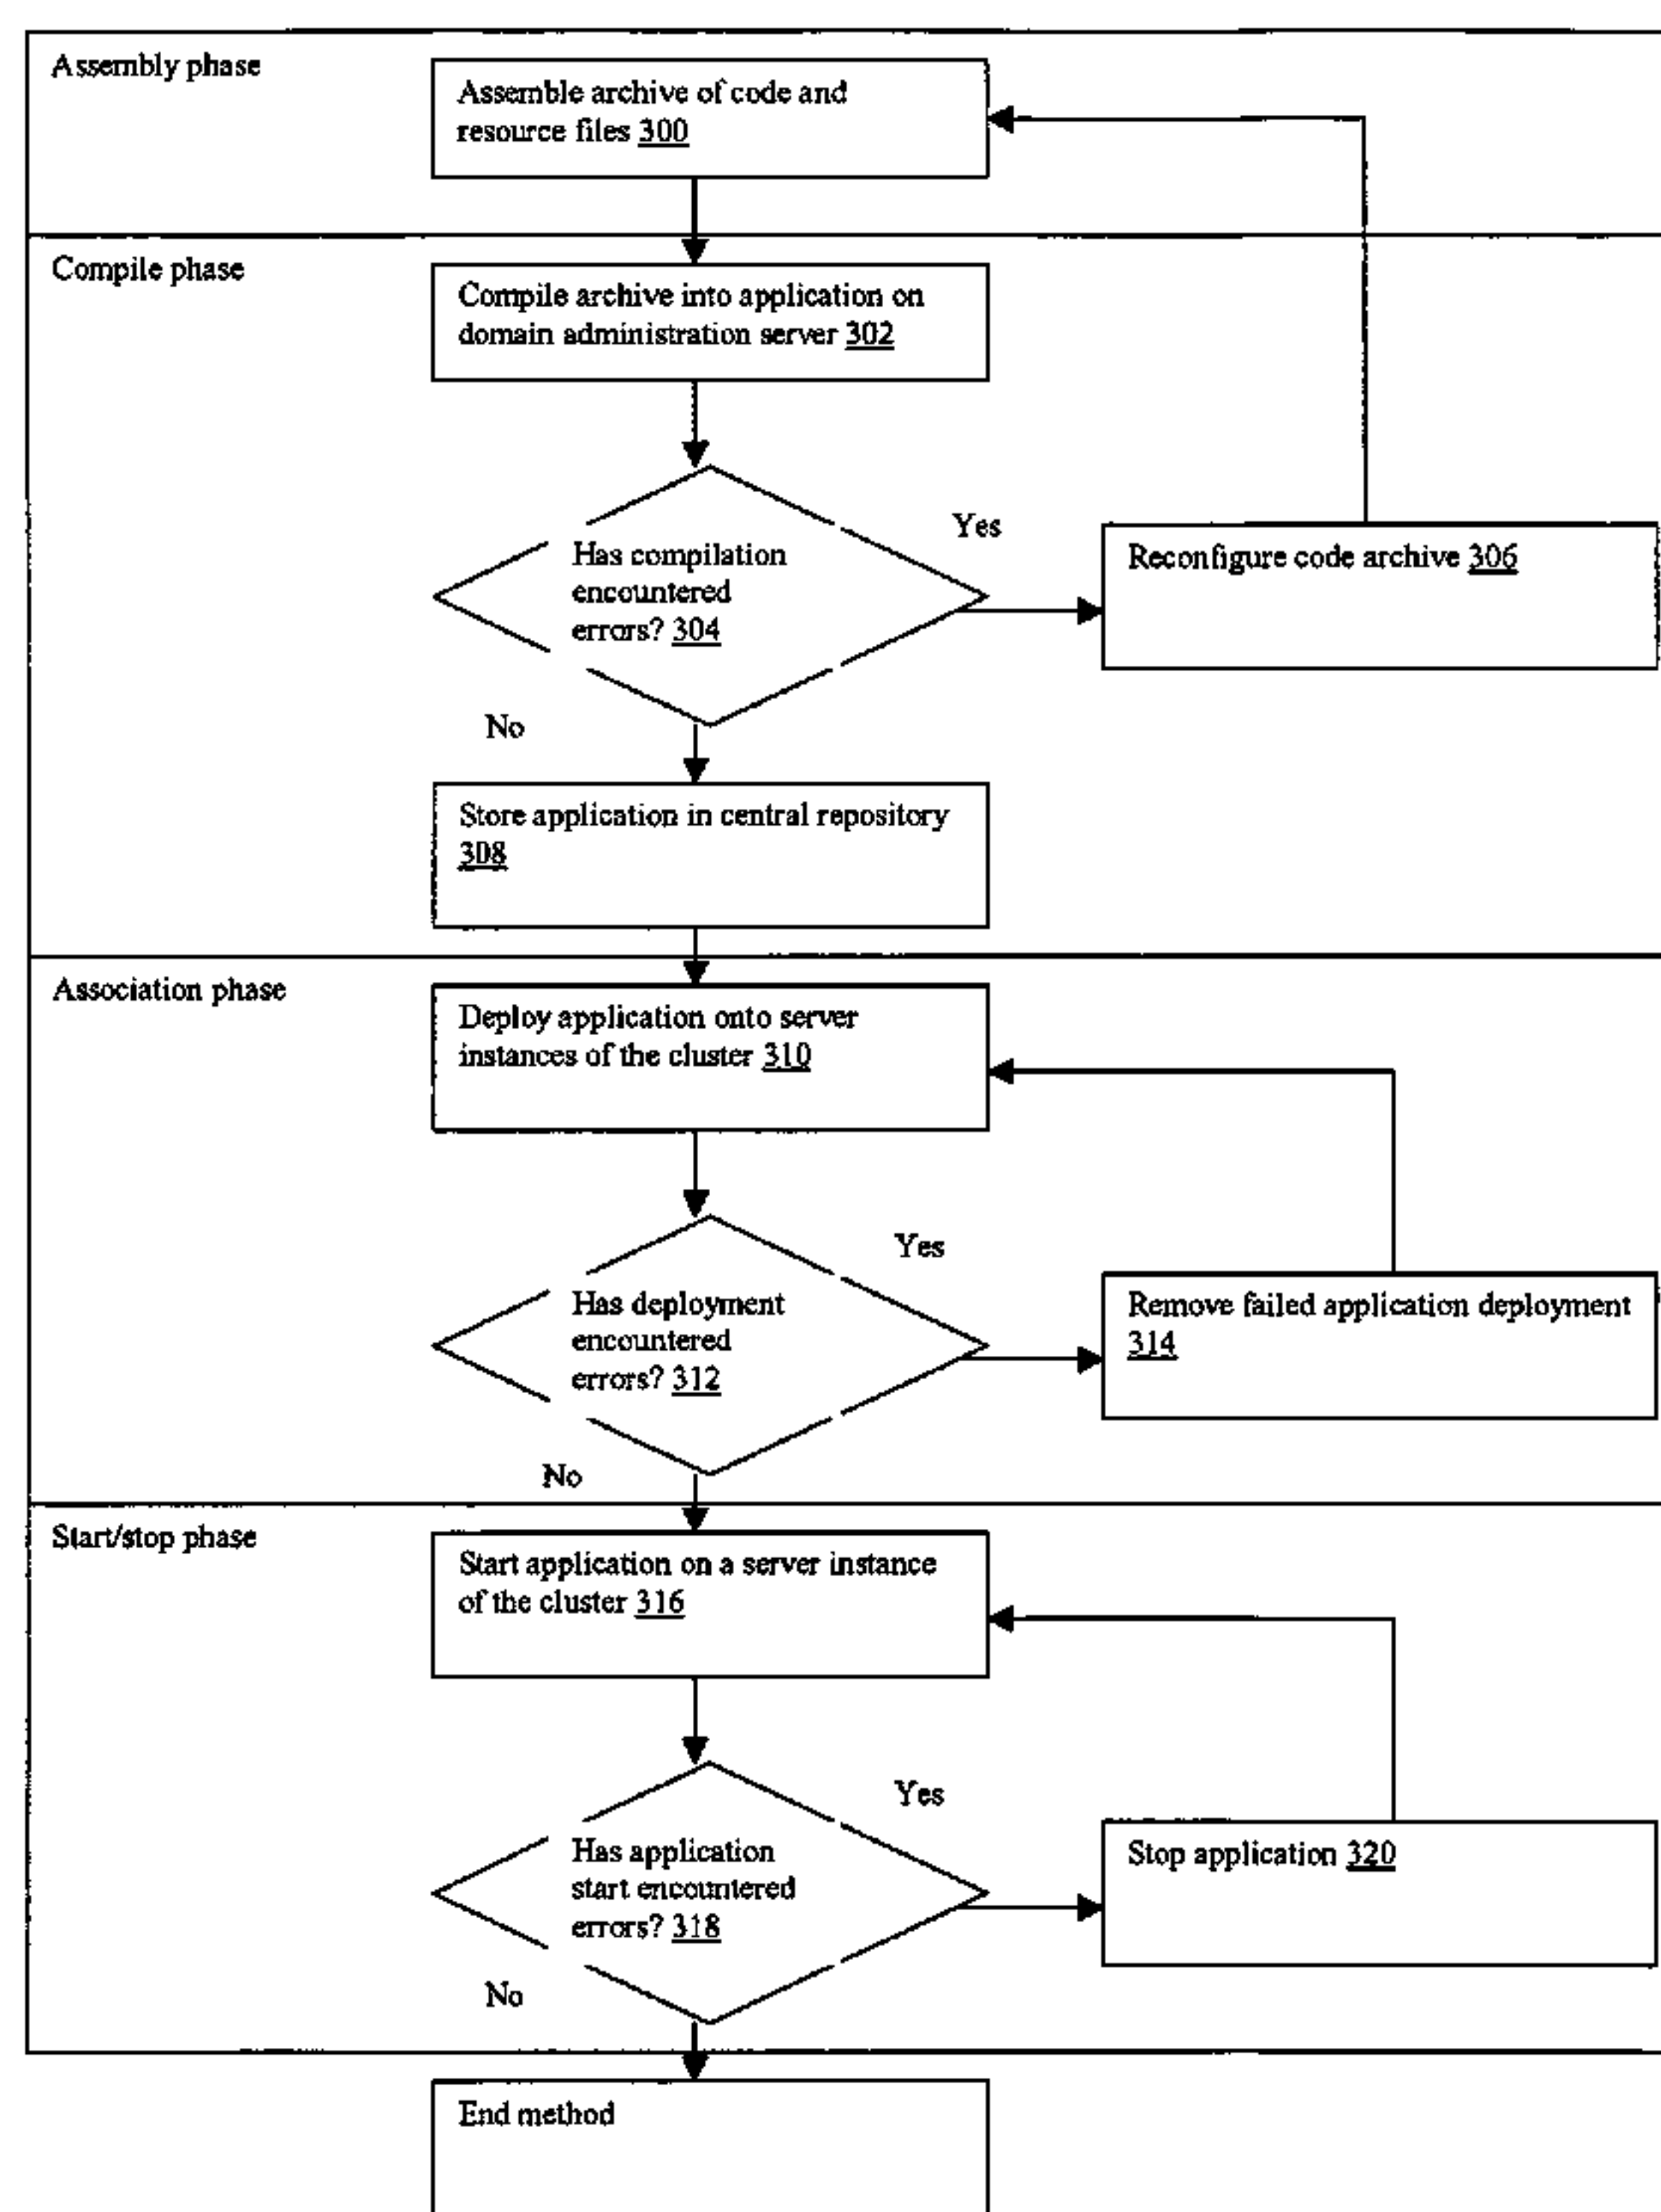 Assembly phase
Assemble archive of code and
resource files 300
Compile phase
Compile archive into application on
domain administration server 302
Has compilation
encountered
errors? 304
Yes
Reconfigure code archive 306
No
Store application in central repository
308
Association phase
Deploy application onto server
instances of the cluster 310
Has deployment
encountered
errors? 312
Yes
Remove failed application deployment
314
No
Start/stop phase
Start application on a server instance
of the cluster 316
Has application
start encountered
errors? 318
Yes
Stop application 320
No
End method